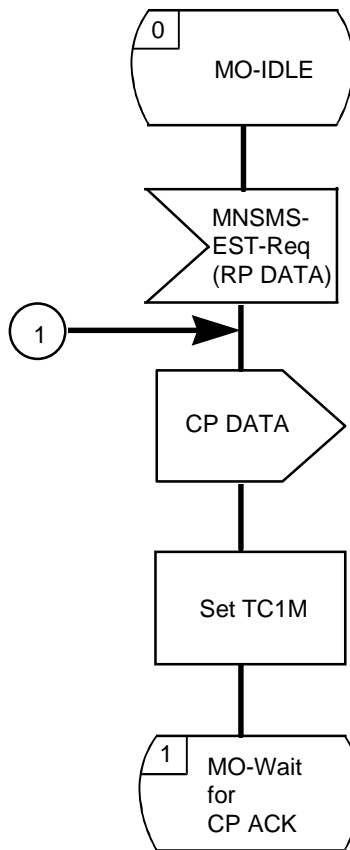 0
MO-IDLE
MNSMS-
EST-Req
(RP DATA)
1
CP DATA
Set TC1M
1
MO-Wait
for
CP ACK